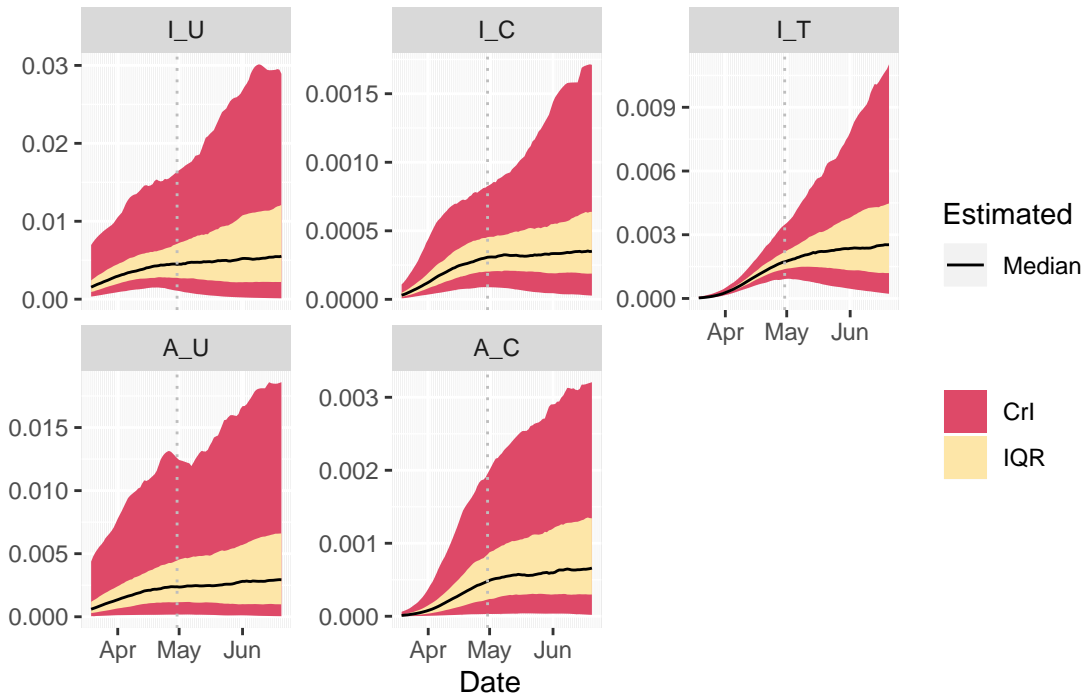 I_U
I_C
I_T
0.03
0.02
0.01
0.00
0.0015
0.0010
0.0005
0.0000
0.009
0.006
0.003
0.000
Apr May Jun
A_U
A_C
0.015
0.010
0.005
0.000
0.003
0.002
0.001
0.000
Apr May Jun
Apr May Jun
Date
Estimated
Median
CrI
IQR